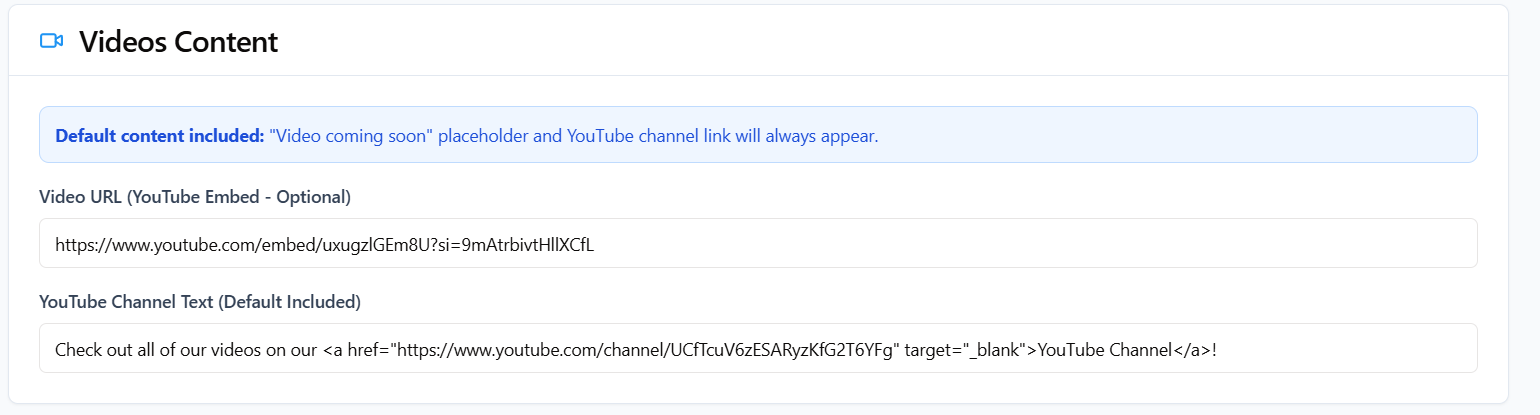 Videos Content
Default content included: "Video coming soon" placeholder and YouTube channel link will always appear.
Video URL (YouTube Embed - Optional)
https://www.youtube.com/embed/uxugzlGEm8U?si=9mAtrbivtHllXCfL
YouTube Channel Text (Default Included)
Check out all of our videos on our <a href="https://www.youtube.com/channel/UCfTcuV6zESARyzKfG2T6YFg" target="_blank">YouTube Channel</a>!